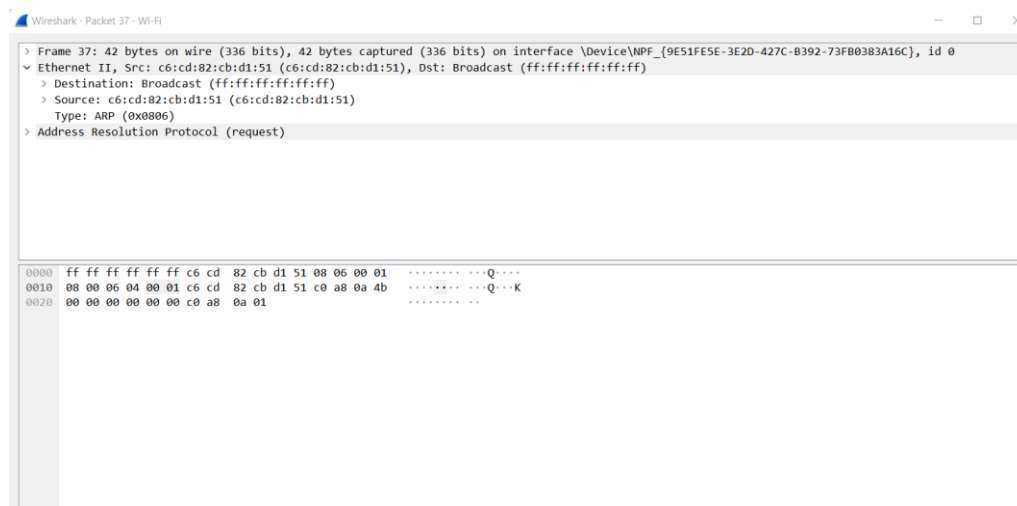 Wireshark · Packet 37 · Wi-Fi
> Frame 37: 42 bytes on wire (336 bits), 42 bytes captured (336 bits) on interface \Device\NPF_{9E51FE5E-3E2D-427C-B392-73FB0383A16C}, id 0
Ethernet II, Src: c6:cd:82:cb:d1:51 (c6:cd:82:cb:d1:51), Dst: Broadcast (ff:ff:ff:ff:ff:ff)
> Destination: Broadcast (ff:ff:ff:ff:ff:ff)
> Source: c6:cd:82:cb:d1:51 (c6:cd:82:cb:d1:51)
Type: ARP (0x0806)
> Address Resolution Protocol (request)
0000 ff ff ff ff ff ff c6 cd 82 cb d1 51 08 06 00 01 ········ ···Q····
0010 08 00 06 04 00 01 c6 cd 82 cb d1 51 c0 a8 0a 4b ········ ···Q···K
0020 00 00 00 00 00 00 c0 a8 0a 01 ········ ··